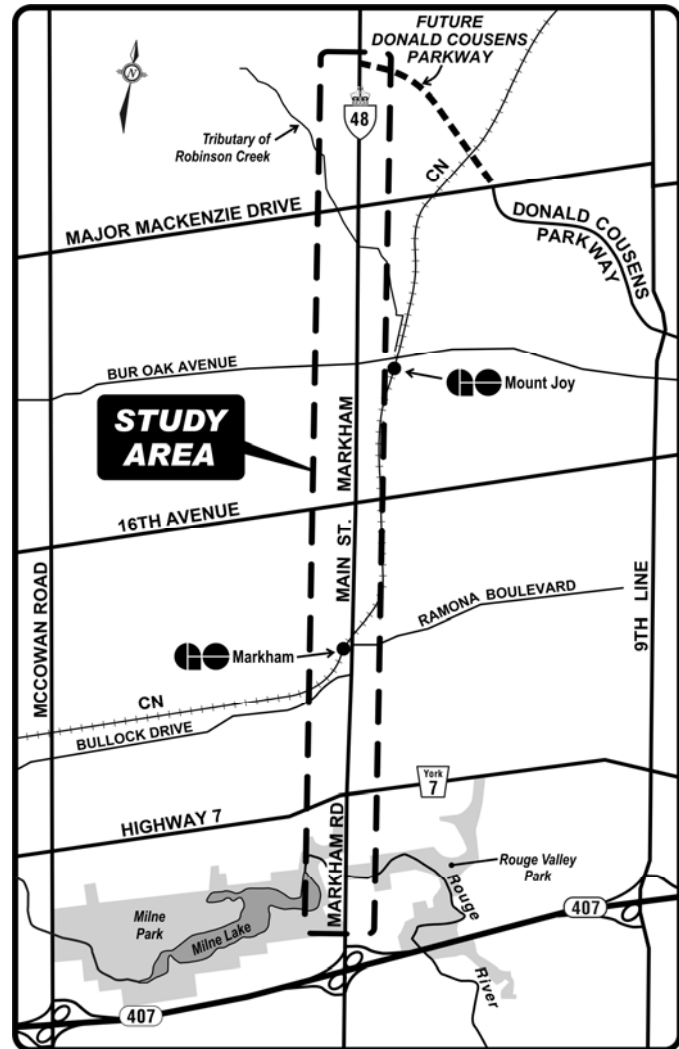 FUTURE
DONALD COUSENS
PARKWAY
N
48
Tributary of
Robinson Creek
CN
MAJOR MACKENZIE DRIVE
DONALD COUSENS
PARKWAY
BUR OAK AVENUE
GO Mount Joy
STUDY
AREA
MAIN ST. MARKHAM
16TH AVENUE
MCCOWAN ROAD
9TH LINE
RAMONA BOULEVARD
GO Markham
CN
BULLOCK DRIVE
York
7
HIGHWAY 7
MARKHAM RD
Rouge Valley
Park
Milne
Park
Milne Lake
Rouge
River
407
407